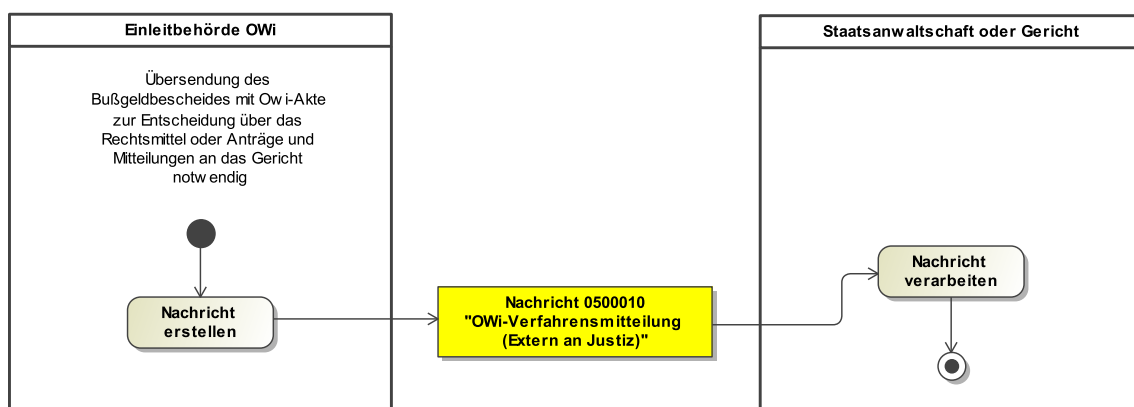 Einleitbehörde OWi
Staatsanwaltschaft oder Gericht
Übersendung des
Bußgeldbescheides mit Owi-Akte
zur Entscheidung über das
Rechtsmittel oder Anträge und
Mitteilungen an das Gericht
notwendig
Nachricht
erstellen
Nachricht 0500010
"OWi-Verfahrensmitteilung
(Extern an Justiz)"
Nachricht
verarbeiten